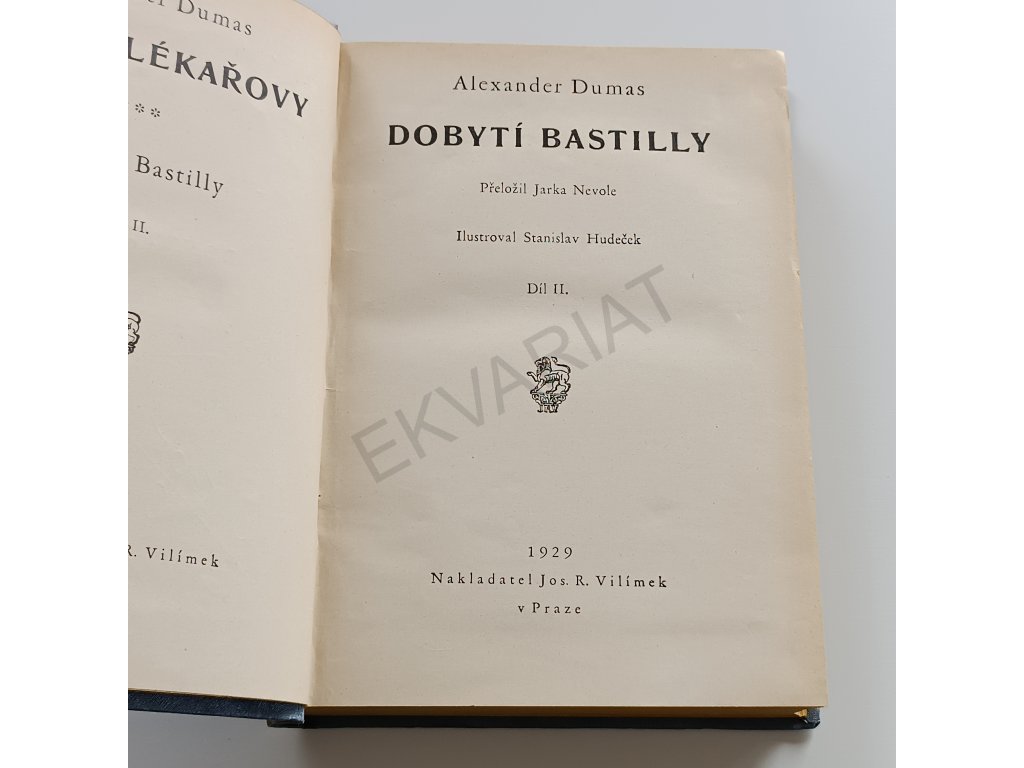 Dumas
LÉKAŘOVY
***
Bastilly
II.
R. Vilímek
Alexander Dumas
DOBYTÍ BASTILLY
Přeložil Jarka Nevole
Ilustroval Stanislav Hudeček
Díl II.
EKVARIAT
1929
Nakladatel Jos. R. Vilímek
v Praze